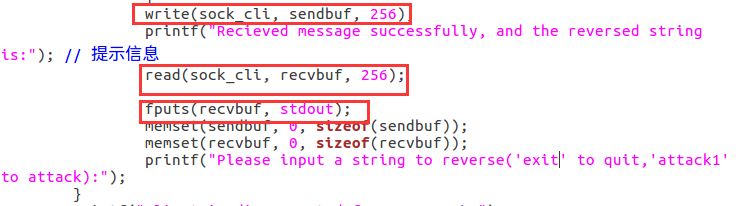 write(sock_cli, sendbuf, 256)
printf("Recieved message successfully, and the reversed string
is:"); // 提示信息
read(sock_cli, recvbuf, 256);
fputs(recvbuf, stdout);
memset(sendbuf, 0, sizeof(sendbuf));
memset(recvbuf, 0, sizeof(recvbuf));
printf("Please input a string to reverse('exit' to quit,'attack1'
to attack):");
}